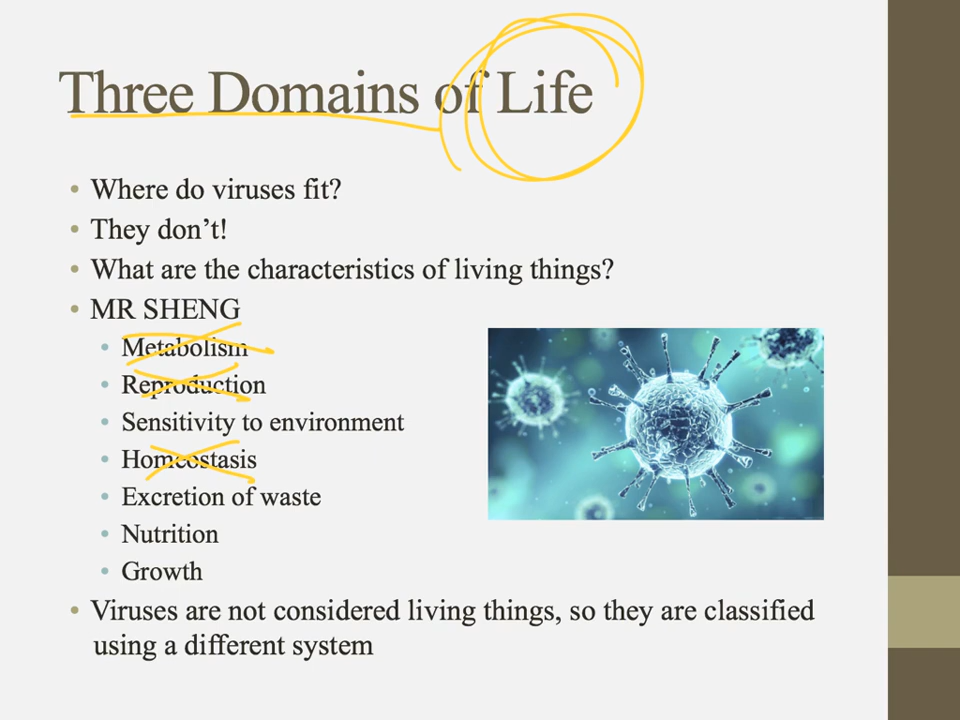 Three Domains of Life
• Where do viruses fit?
• They don't!
• What are the characteristics of living things?
• MR SHENG
• Metabolism
• Reproduction
• Sensitivity to environment
• Homeostasis
• Excretion of waste
• Nutrition
• Growth
• Viruses are not considered living things, so they are classified
using a different system